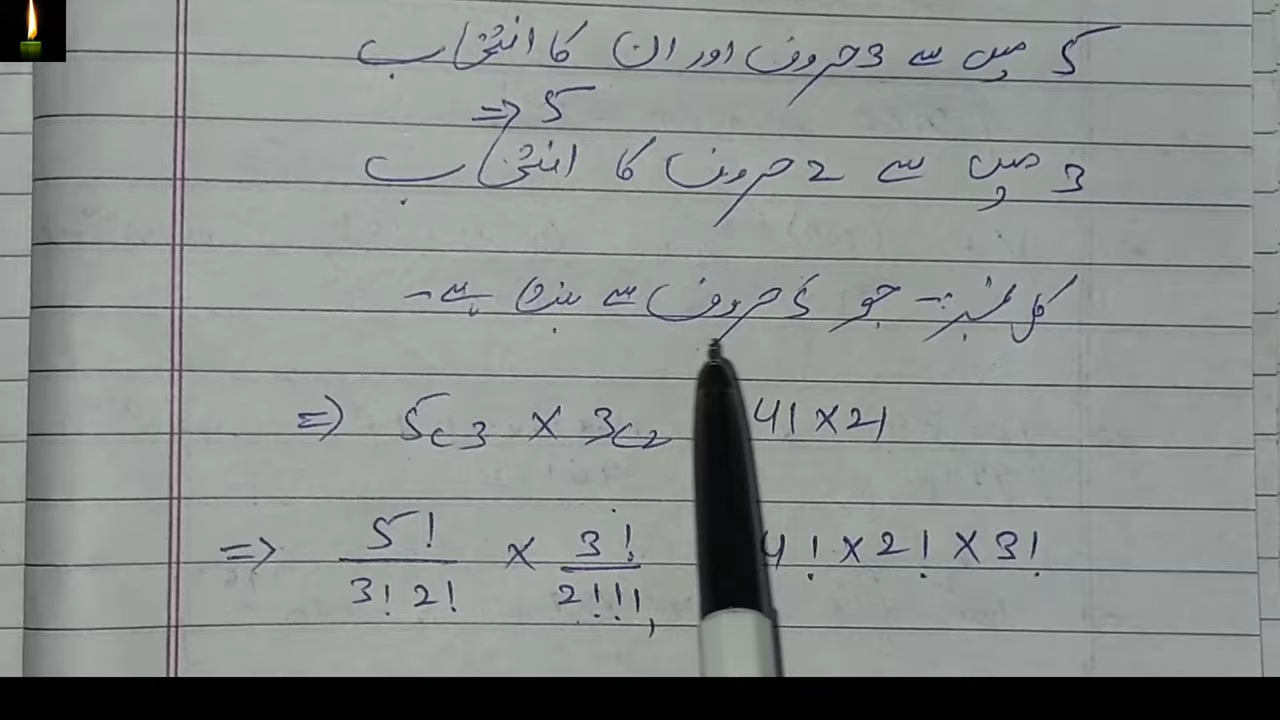 5 میں سے 3 حروف اور ان کا انتخاب
=> 5
3 میں سے 2 حروف کا انتخاب
کل نمبر :- جو 5 حروف سے بنتا ہے -
=> 5c3 × 3c2 4! × 2!
=> 5!/3! 2! × 3!/2! 1! 4! × 2! × 3!